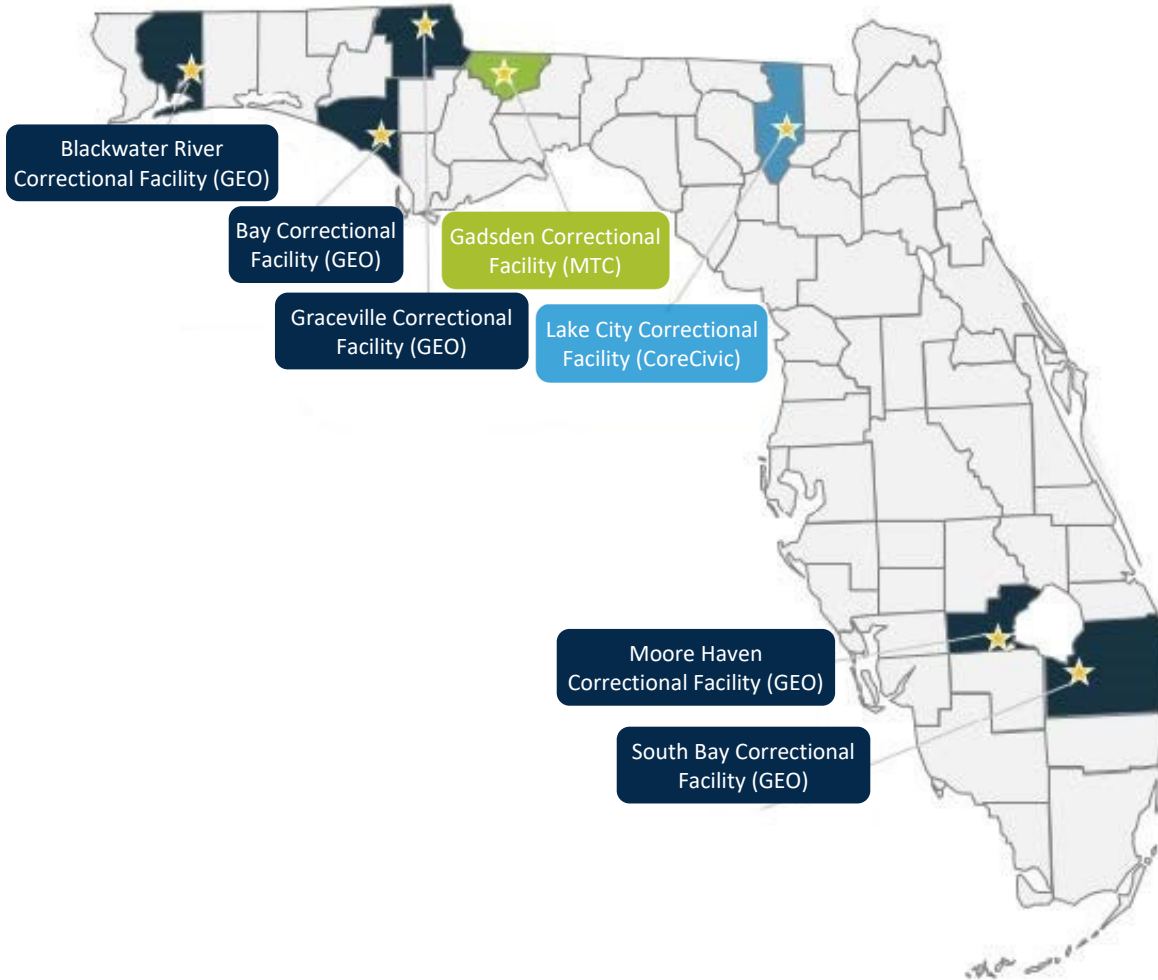 Blackwater River
Correctional Facility (GEO)
Bay Correctional
Facility (GEO)
Gadsden Correctional
Facility (MTC)
Graceville Correctional
Facility (GEO)
Lake City Correctional
Facility (CoreCivic)
Moore Haven
Correctional Facility (GEO)
South Bay Correctional
Facility (GEO)